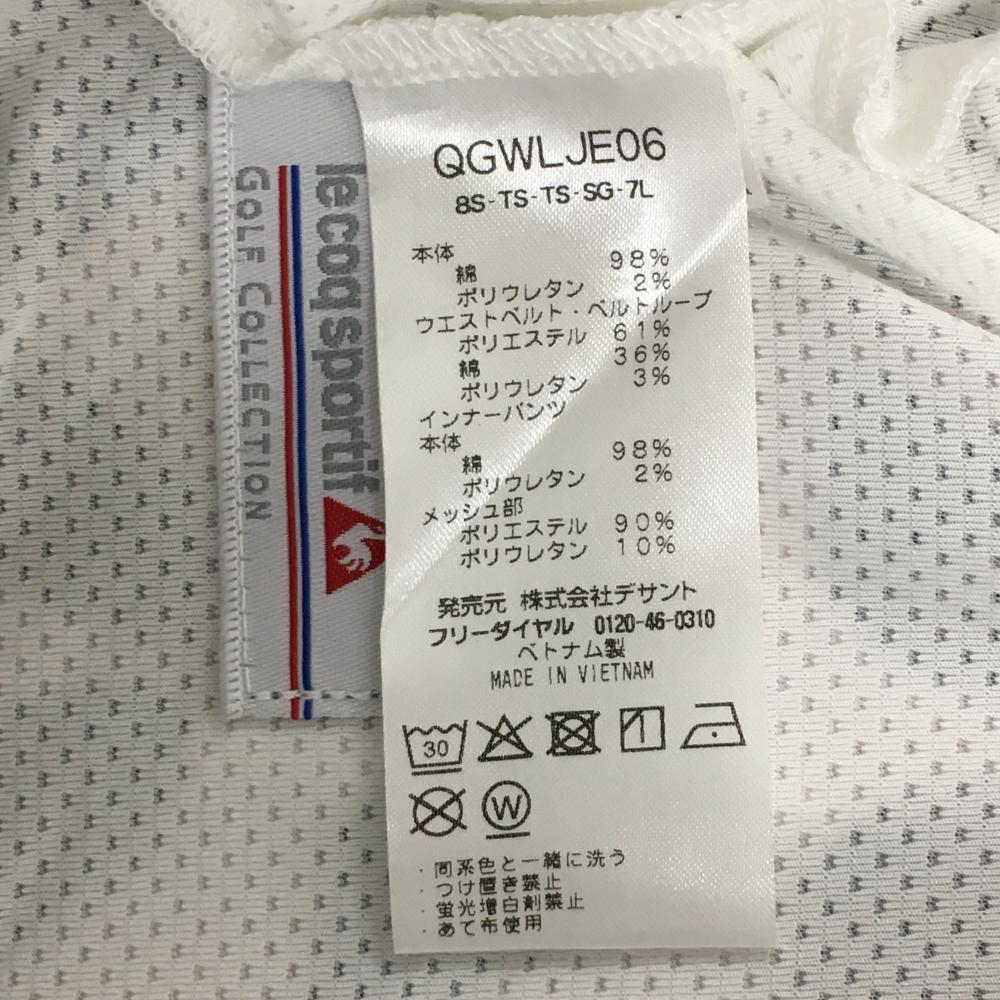 le coq sportif
GOLF COLLECTION
QGWLJE06
8S-TS-TS-SG-7L
本体
綿 98%
ポリウレタン 2%
ウエストベルト・ベルトループ
ポリエステル 61%
綿 36%
ポリウレタン 3%
インナーパンツ
本体
綿 98%
ポリウレタン 2%
メッシュ部
ポリエステル 90%
ポリウレタン 10%
発売元 株式会社デサント
フリーダイヤル 0120-46-0310
ベトナム製
MADE IN VIETNAM
30
W
・同系色と一緒に洗う
・つけ置き禁止
・蛍光増白剤禁止
・あて布使用